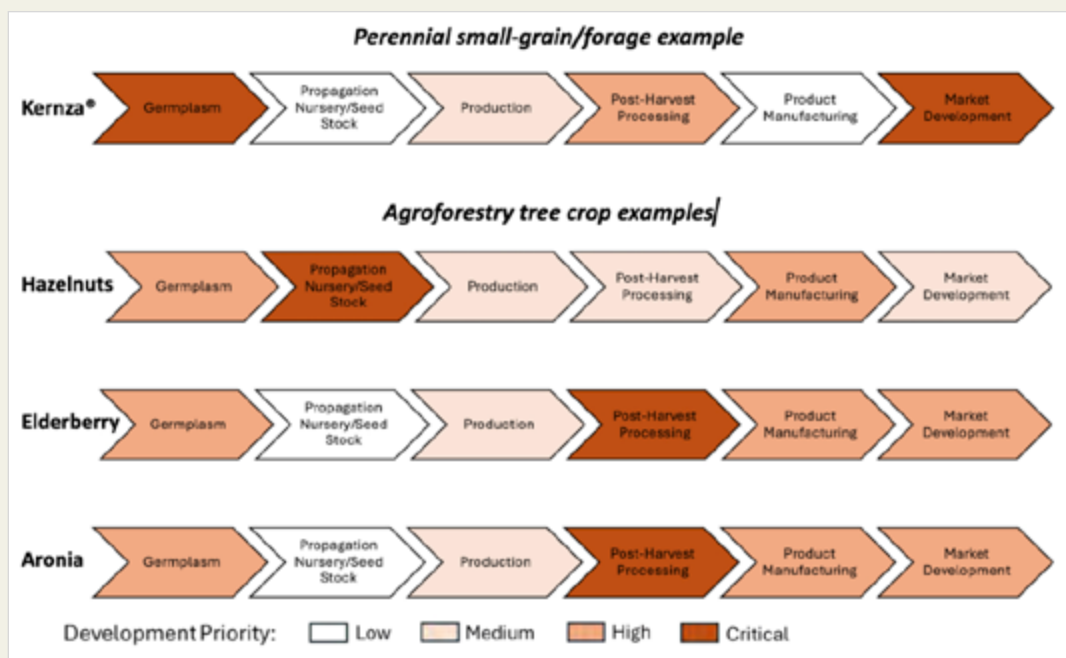 Perennial small-grain/forage example
Kernza®
Germplasm
Propagation
Nursery/Seed
Stock
Production
Post-Harvest
Processing
Product
Manufacturing
Market
Development
Agroforestry tree crop examples
Hazelnuts
Germplasm
Propagation
Nursery/Seed
Stock
Production
Post-Harvest
Processing
Product
Manufacturing
Market
Development
Elderberry
Germplasm
Propagation
Nursery/Seed
Stock
Production
Post-Harvest
Processing
Product
Manufacturing
Market
Development
Aronia
Germplasm
Propagation
Nursery/Seed
Stock
Production
Post-Harvest
Processing
Product
Manufacturing
Market
Development
Development Priority: Low Medium High Critical